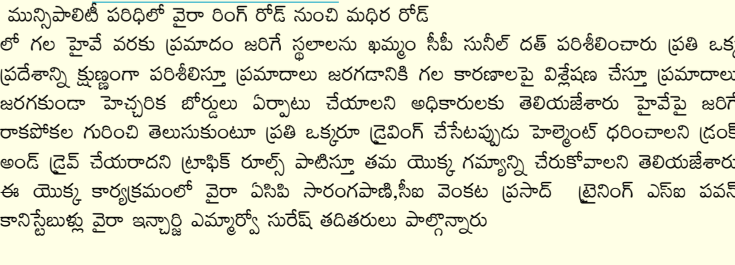 మున్సిపాలిటీ పరిధిలో వైరా రింగ్ రోడ్ నుంచి మధిర రోడ్
లో గల హైవే వరకు ప్రమాదం జరిగే స్థలాలను ఖమ్మం సీపీ సునీల్ దత్ పరిశీలించారు ప్రతి ఒక్క
ప్రదేశాన్ని క్షుణ్ణంగా పరిశీలిస్తూ ప్రమాదాలు జరగడానికి గల కారణాలపై విశ్లేషణ చేస్తూ ప్రమాదాలు
జరగకుండా హెచ్చరిక బోర్డులు ఏర్పాటు చేయాలని అధికారులకు తెలియజేశారు హైవేపై జరిగే
రాకపోకల గురించి తెలుసుకుంటూ ప్రతి ఒక్కరూ డ్రైవింగ్ చేసేటప్పుడు హెల్మెంట్ ధరించాలని డ్రంక్
అండ్ డ్రైవ్ చేయరాదని ట్రాఫిక్ రూల్స్ పాటిస్తూ తమ యొక్క గమ్యాన్ని చేరుకోవాలని తెలియజేశారు
ఈ యొక్క కార్యక్రమంలో వైరా ఏసిపి సారంగపాణి,సీఐ వెంకట ప్రసాద్ ట్రైనింగ్ ఎస్ఐ పవన్
కానిస్టేబుళ్లు వైరా ఇన్చార్జి ఎమ్మార్వో సురేష్ తదితరులు పాల్గొన్నారు